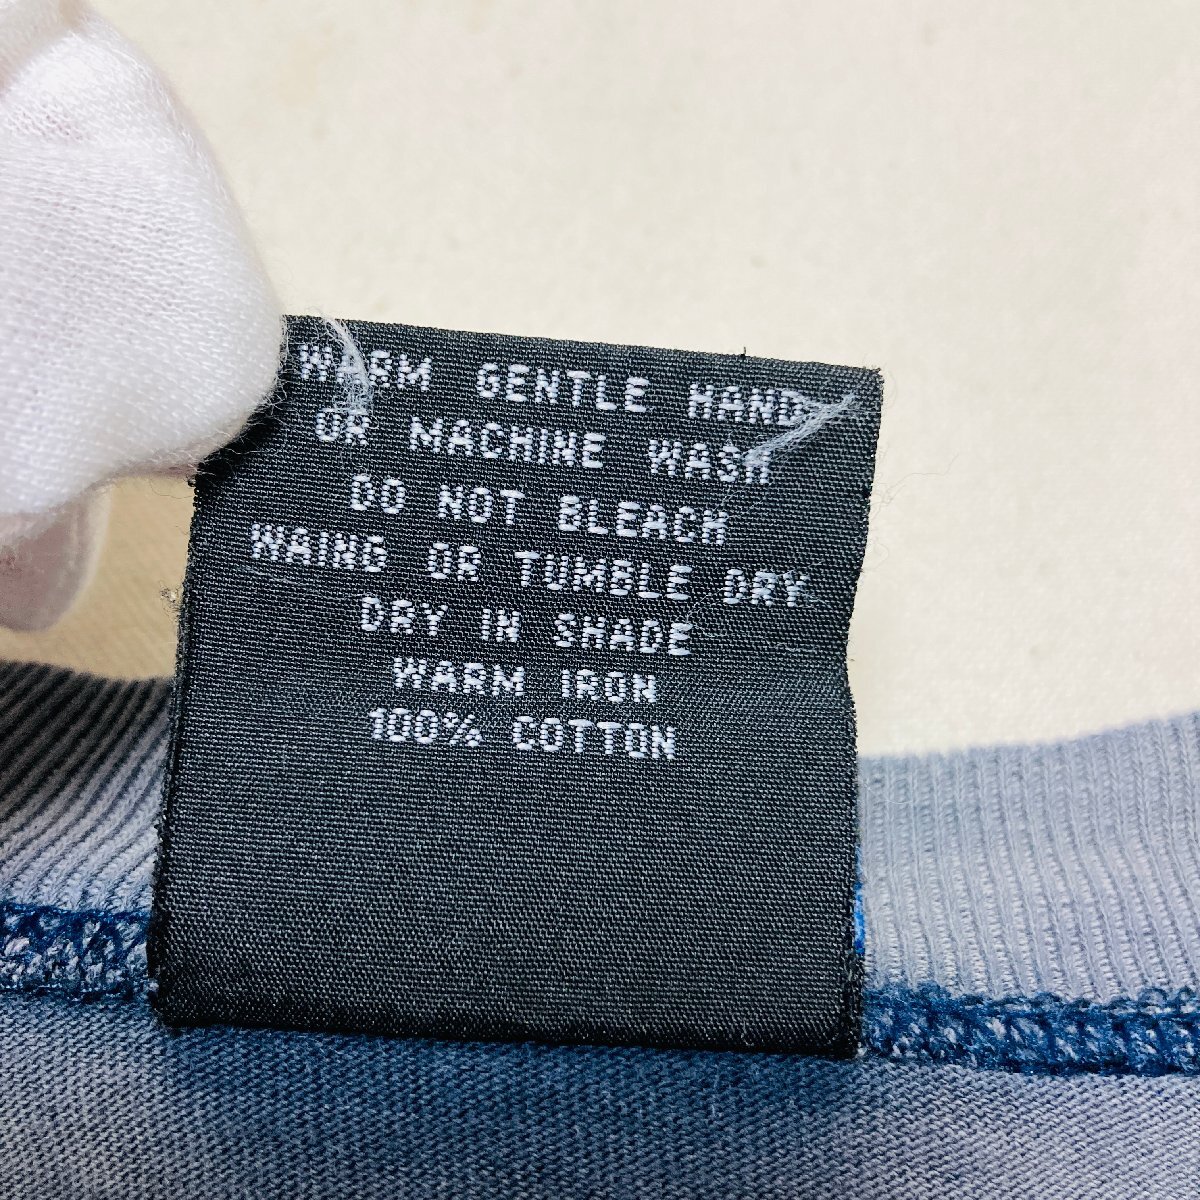 WARM GENTLE HAND
OR MACHINE WASH
DO NOT BLEACH
WAING OR TUMBLE DRY.
DRY IN SHADE
WARM IRON
100% COTTON